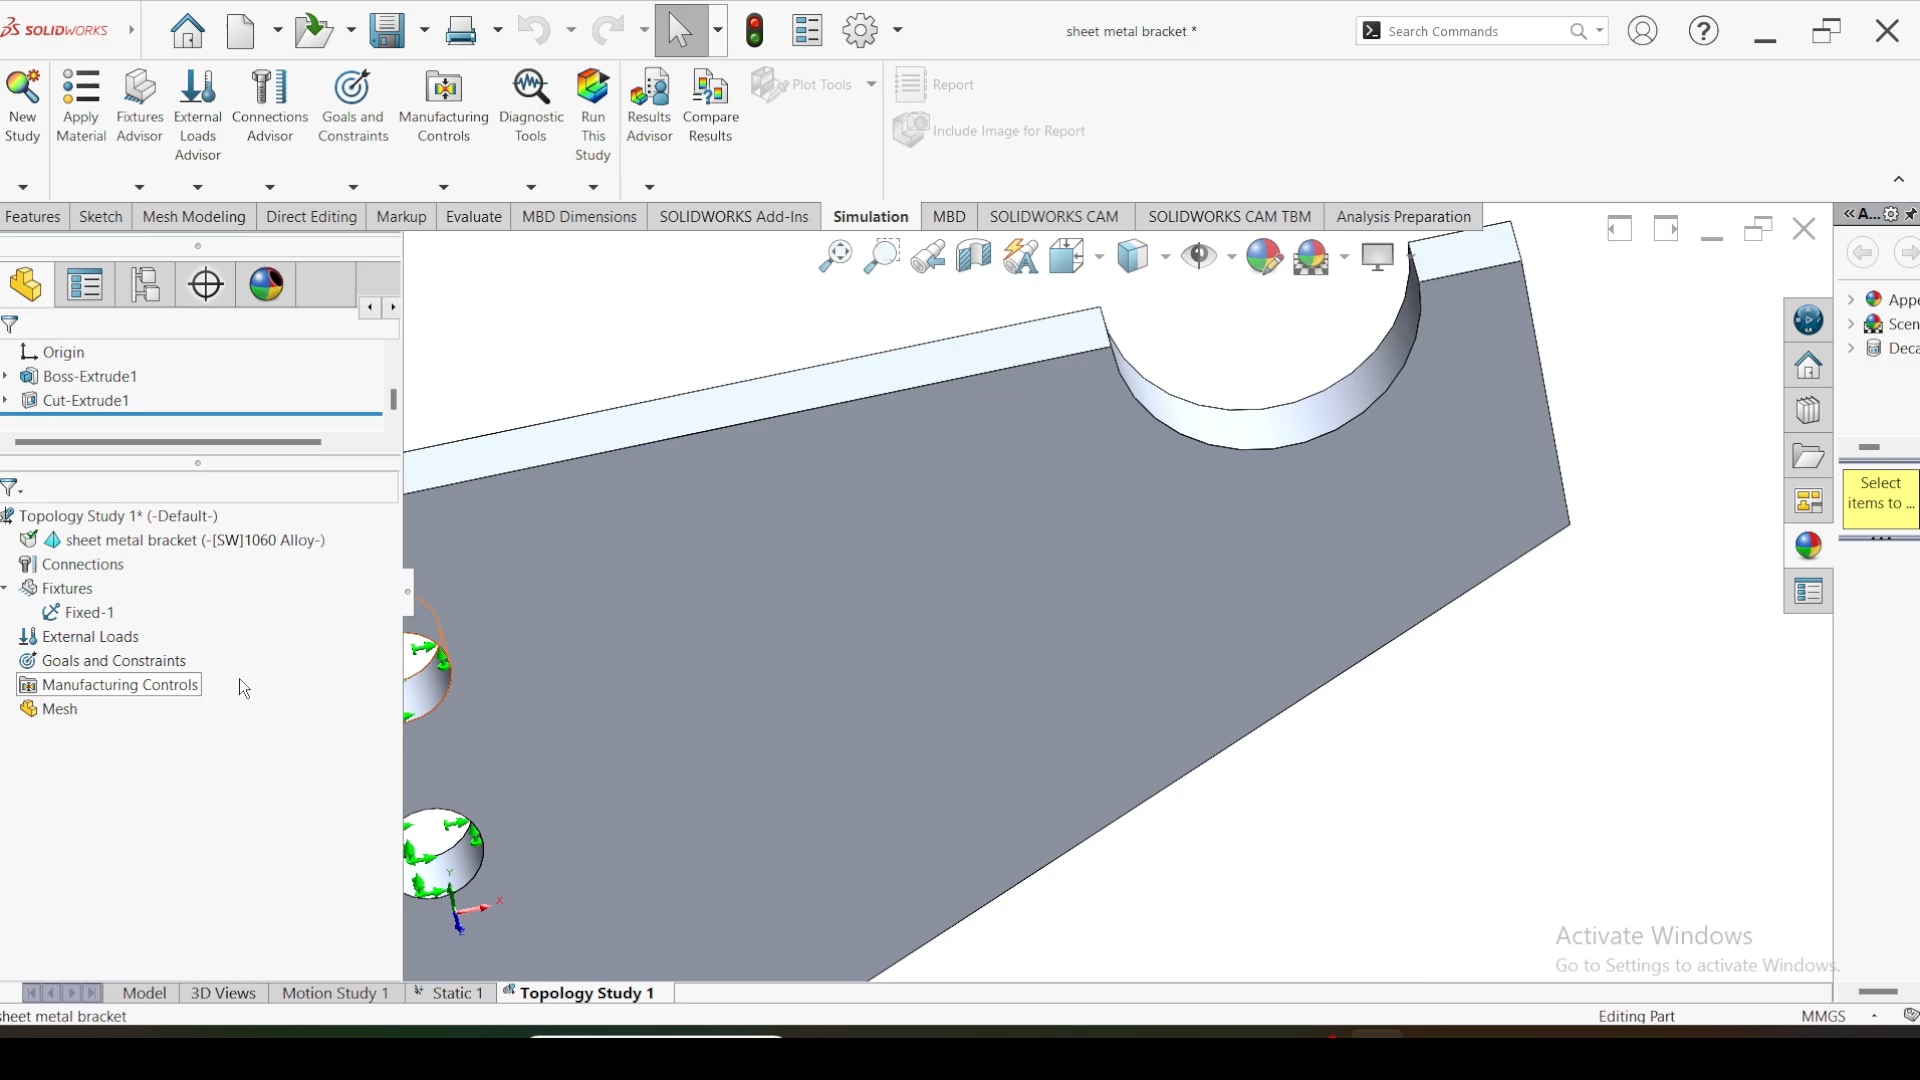 SOLIDWORKS
sheet metal bracket *
Search Commands
New Study
Apply Material
Fixtures Advisor
External Loads Advisor
Connections Advisor
Goals and Constraints
Manufacturing Controls
Diagnostic Tools
Run This Study
Results Advisor
Compare Results
Plot Tools
Report
Include Image for Report
Features
Sketch
Mesh Modeling
Direct Editing
Markup
Evaluate
MBD Dimensions
SOLIDWORKS Add-Ins
Simulation
MBD
SOLIDWORKS CAM
SOLIDWORKS CAM TBM
Analysis Preparation
A...
Appe
Scen
Deca
Select
items to ...
Origin
Boss-Extrude1
Cut-Extrude1
Topology Study 1* (-Default-)
sheet metal bracket (-[SW]1060 Alloy-)
Connections
Fixtures
Fixed-1
External Loads
Goals and Constraints
Manufacturing Controls
Mesh
Y
X
Z
Activate Windows
Go to Settings to activate Windows.
Model
3D Views
Motion Study 1
Static 1
Topology Study 1
sheet metal bracket
Editing Part
MMGS